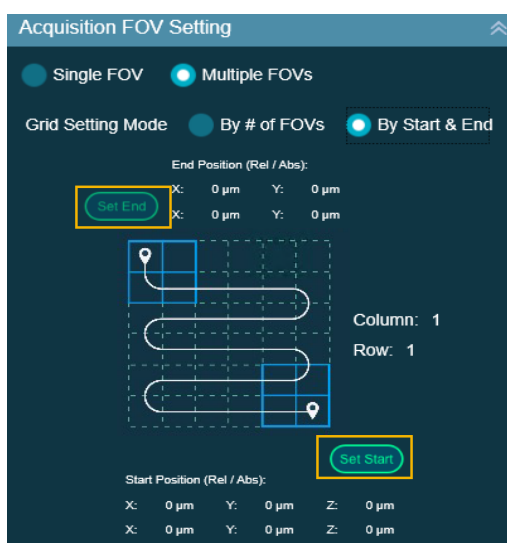 Acquisition FOV Setting
Single FOV Multiple FOVs
Grid Setting Mode By # of FOVs By Start & End
End Position (Rel / Abs):
X: 0 µm Y: 0 µm
Set End
X: 0 µm Y: 0 µm
Column: 1
Row: 1
Set Start
Start Position (Rel / Abs):
X: 0 µm Y: 0 µm Z: 0 µm
X: 0 µm Y: 0 µm Z: 0 µm